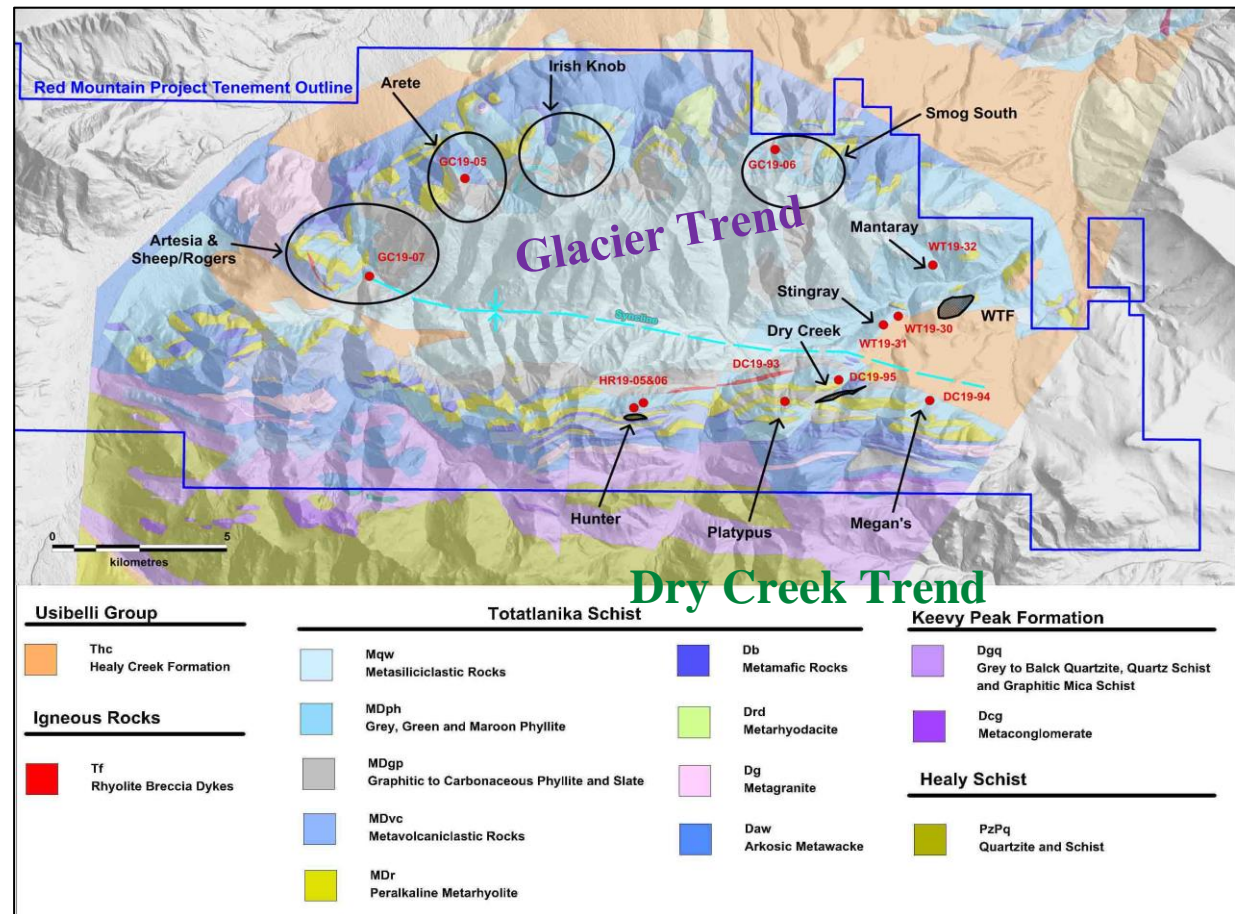 Red Mountain Project Tenement Outline
Irish Knob
Arete
Smog South
GC19-05
GC19-06
Glacier Trend
Mantaray
WT19-32
Artesia &
Sheep/Rogers
GC19-07
Stingray
WTF
WT19-30
WT19-31
Syncline
Dry Creek
DC19-93
DC19-95
HR19-05&06
DC19-94
Hunter
Platypus
Megan's
0
5
kilometres
Dry Creek Trend
Usibelli Group
Thc
Healy Creek Formation
Igneous Rocks
Tf
Rhyolite Breccia Dykes
Totatlanika Schist
Mqw
Metasiliciclastic Rocks
MDph
Grey, Green and Maroon Phyllite
MDgp
Graphitic to Carbonaceous Phyllite and Slate
MDvc
Metavolcaniclastic Rocks
MDr
Peralkaline Metarhyolite
Db
Metamafic Rocks
Drd
Metarhyodacite
Dg
Metagranite
Daw
Arkosic Metawacke
Keevy Peak Formation
Dgq
Grey to Balck Quartzite, Quartz Schist
and Graphitic Mica Schist
Dcg
Metaconglomerate
Healy Schist
PzPq
Quartzite and Schist